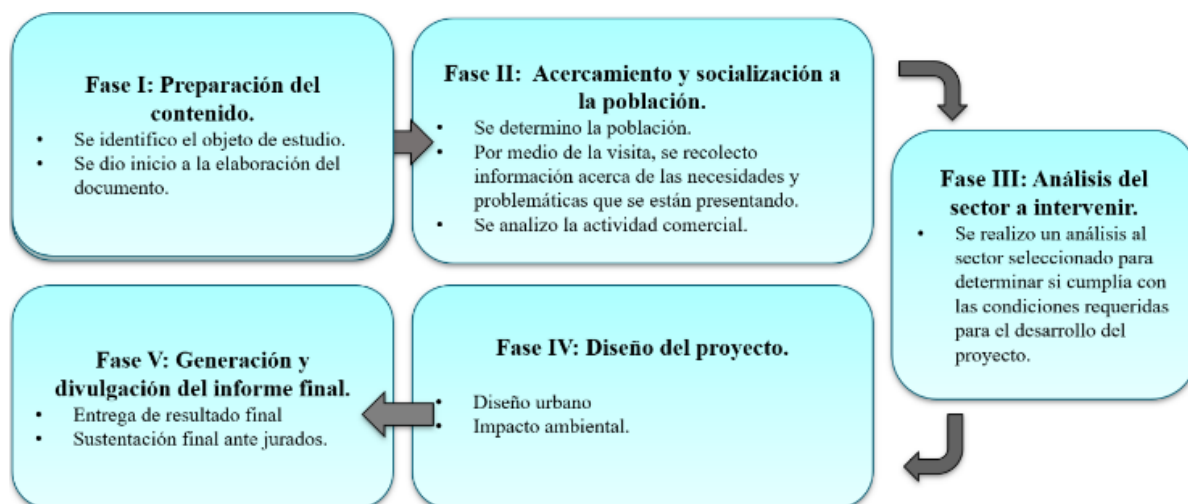 Fase I: Preparación del
contenido.
• Se identifico el objeto de estudio.
• Se dio inicio a la elaboración del
documento.
Fase II: Acercamiento y socialización a
la población.
• Se determino la población.
• Por medio de la visita, se recolecto
información acerca de las necesidades y
problemáticas que se están presentando.
• Se analizo la actividad comercial.
Fase III: Análisis del
sector a intervenir.
• Se realizo un análisis al
sector seleccionado para
determinar si cumplía con
las condiciones requeridas
para el desarrollo del
proyecto.
Fase IV: Diseño del proyecto.
• Diseño urbano
• Impacto ambiental.
Fase V: Generación y
divulgación del informe final.
• Entrega de resultado final
• Sustentación final ante jurados.